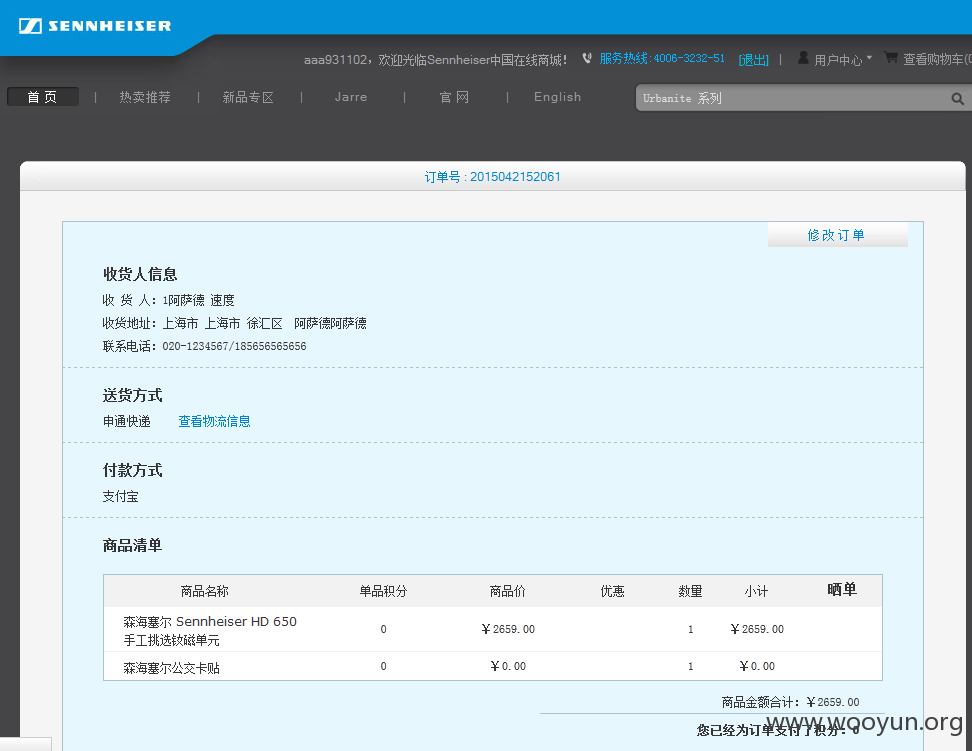 SENNHEISER
aaa931102，欢迎光临Sennheiser中国在线商城！ 服务热线:4006-3232-51 [退出] | 用户中心 查看购物车(0
首 页 | 热卖推荐 | 新品专区 | Jarre | 官 网 | English Urbanite 系列
订单号 : 2015042152061
修改订单
收货人信息
收 货 人：1阿萨德 速度
收货地址：上海市 上海市 徐汇区 阿萨德阿萨德
联系电话：020-1234567/185656565656
送货方式
申通快递 查看物流信息
付款方式
支付宝
商品清单
商品名称 单品积分 商品价 优惠 数量 小计 晒单
森海塞尔 Sennheiser HD 650
手工挑选钕磁单元 0 ￥2659.00 1 ￥2659.00
森海塞尔公交卡贴 0 ￥0.00 1 ￥0.00
商品金额合计：￥2659.00
您已经为订单支付了积分：0
www.wooyun.org